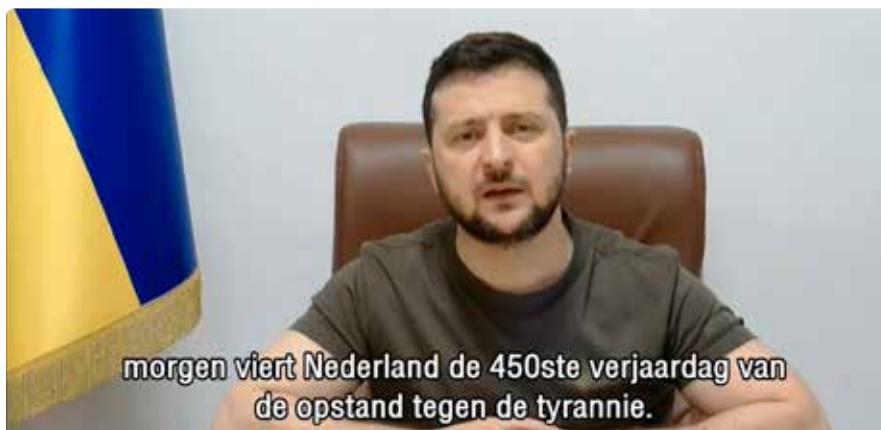 morgen viert Nederland de 450ste verjaardag van
de opstand tegen de tyrannie.